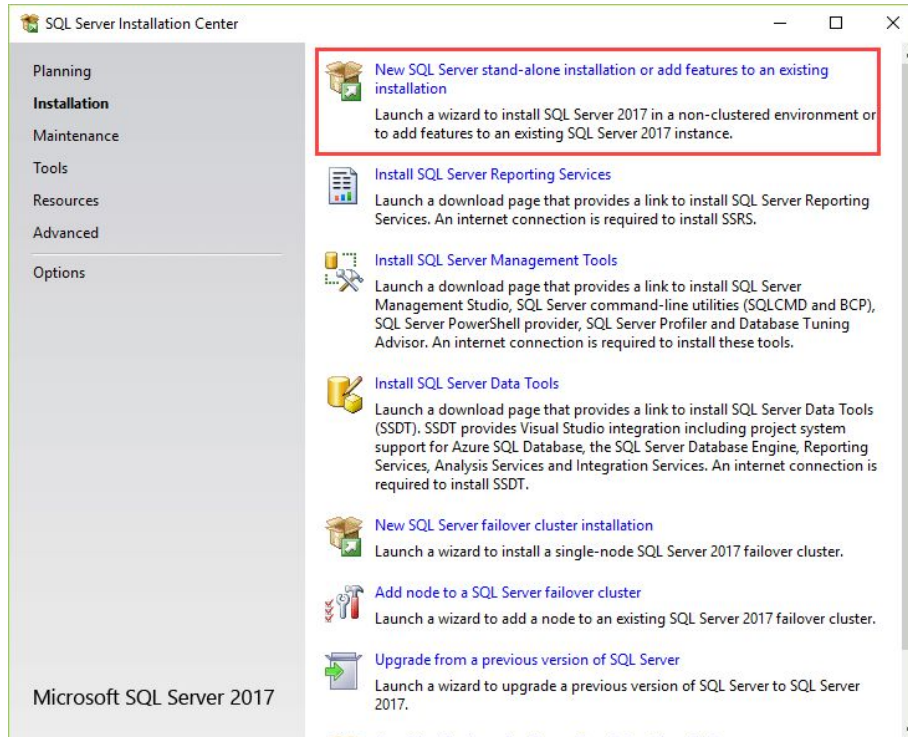 SQL Server Installation Center
Planning
Installation
Maintenance
Tools
Resources
Advanced
Options
Microsoft SQL Server 2017
New SQL Server stand-alone installation or add features to an existing
installation
Launch a wizard to install SQL Server 2017 in a non-clustered environment or
to add features to an existing SQL Server 2017 instance.
Install SQL Server Reporting Services
Launch a download page that provides a link to install SQL Server Reporting
Services. An internet connection is required to install SSRS.
Install SQL Server Management Tools
Launch a download page that provides a link to install SQL Server
Management Studio, SQL Server command-line utilities (SQLCMD and BCP),
SQL Server PowerShell provider, SQL Server Profiler and Database Tuning
Advisor. An internet connection is required to install these tools.
Install SQL Server Data Tools
Launch a download page that provides a link to install SQL Server Data Tools
(SSDT). SSDT provides Visual Studio integration including project system
support for Azure SQL Database, the SQL Server Database Engine, Reporting
Services, Analysis Services and Integration Services. An internet connection is
required to install SSDT.
New SQL Server failover cluster installation
Launch a wizard to install a single-node SQL Server 2017 failover cluster.
Add node to a SQL Server failover cluster
Launch a wizard to add a node to an existing SQL Server 2017 failover cluster.
Upgrade from a previous version of SQL Server
Launch a wizard to upgrade a previous version of SQL Server to SQL Server
2017.